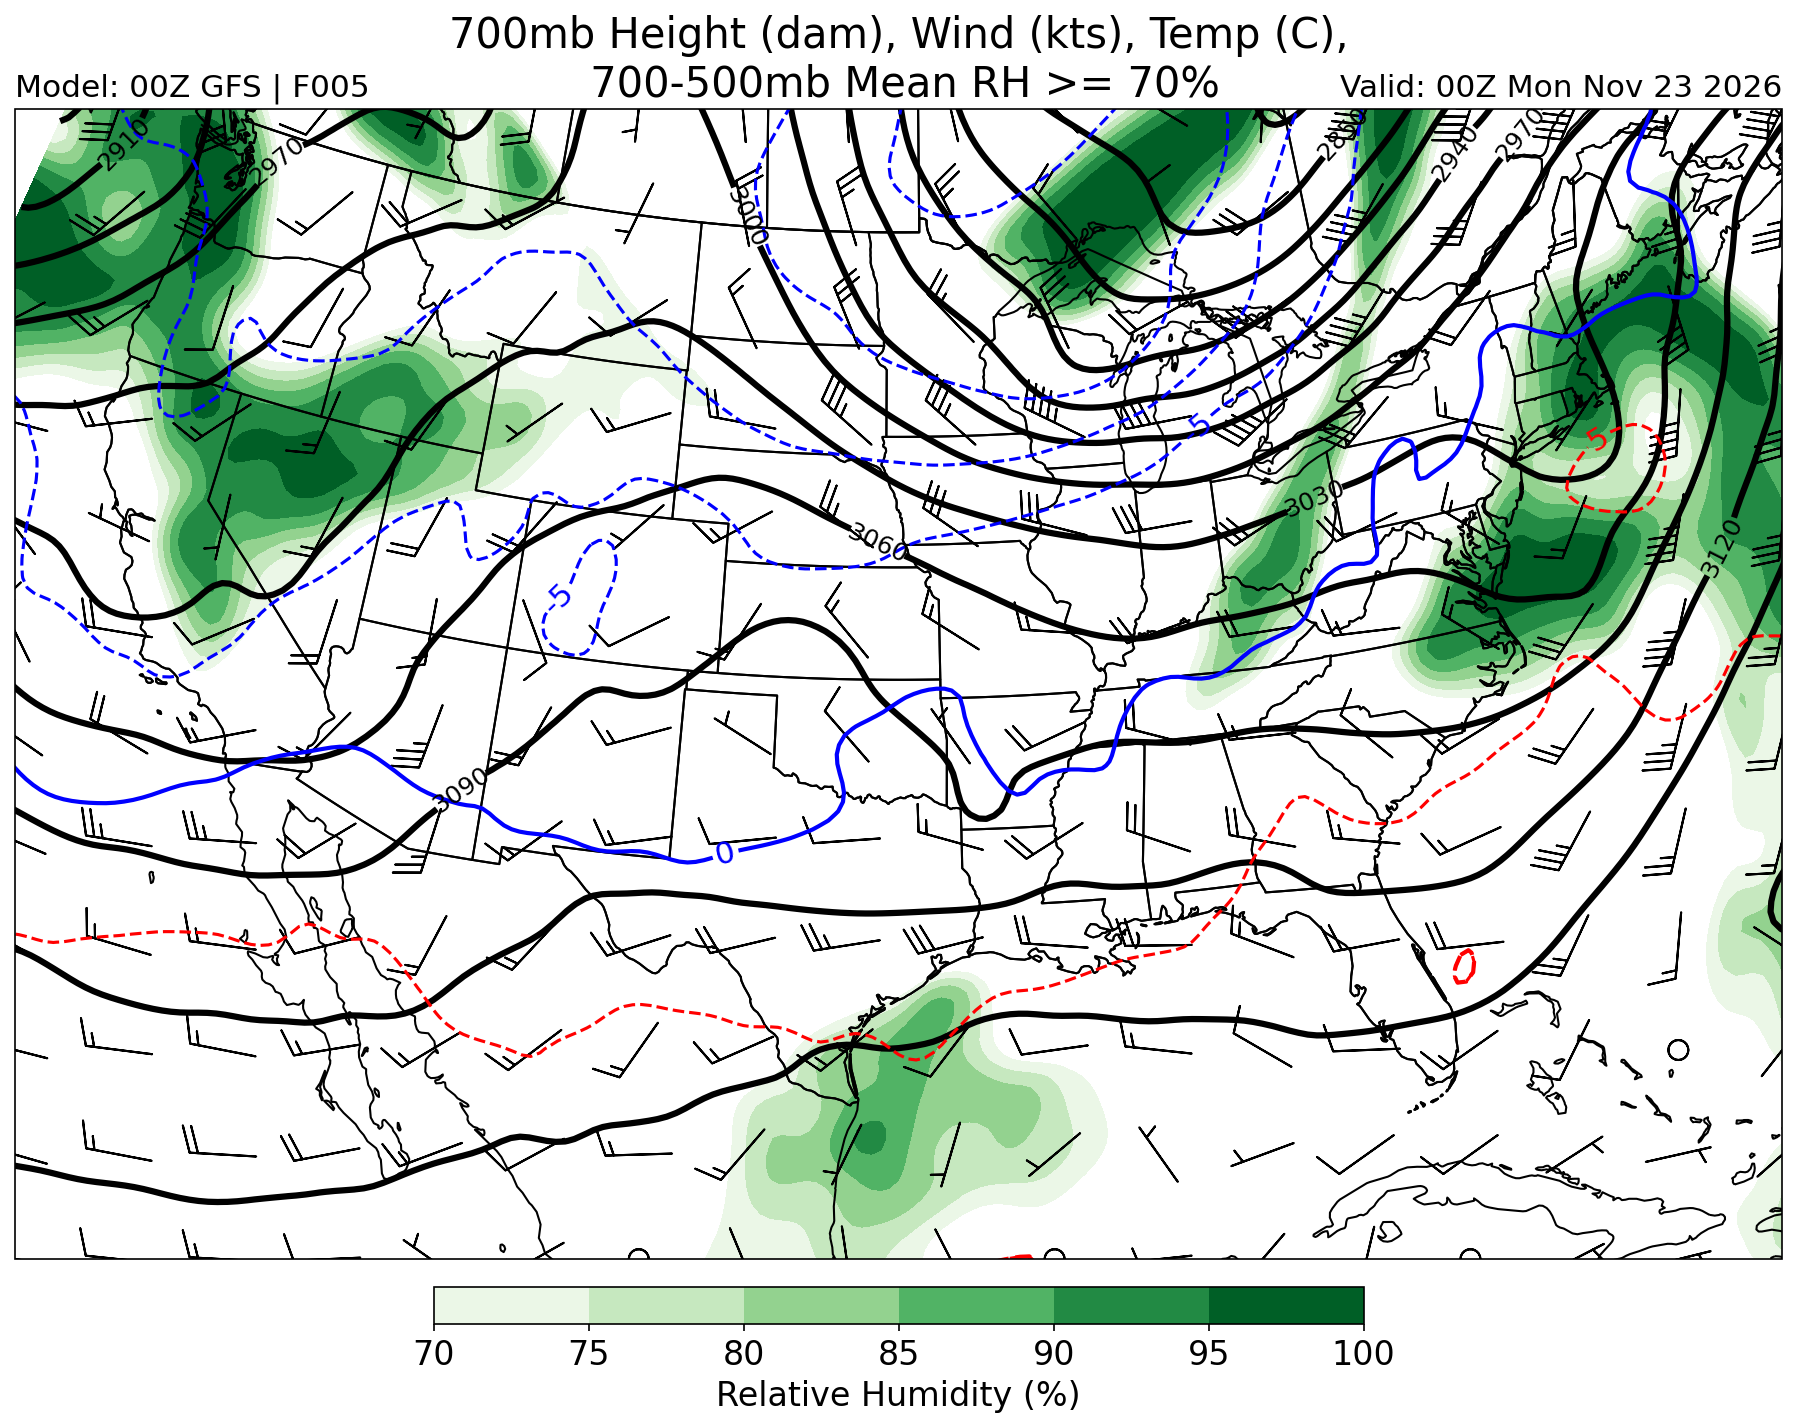 700mb Height (dam), Wind (kts), Temp (C),
700-500mb Mean RH >= 70%
Model: 00Z GFS | F005
Valid: 00Z Mon Nov 23 2026
2910
2970
3000
2850
2940
2970
5
5
3030
3060
3120
-5
3090
0
70 75 80 85 90 95 100
Relative Humidity (%)